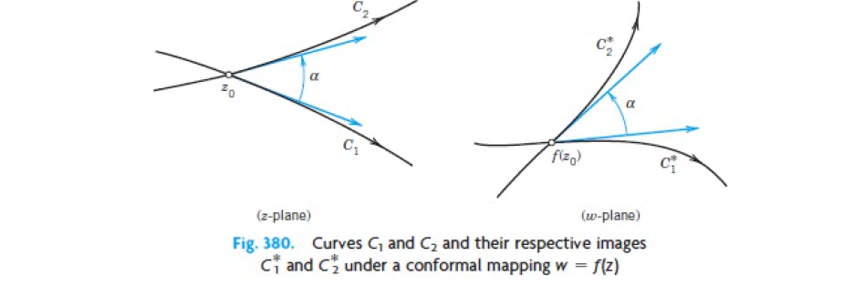 C₂
α
z₀
C₁
(z-plane)
C₂*
α
f(z₀)
C₁*
(w-plane)
Fig. 380. Curves C₁ and C₂ and their respective images
C₁* and C₂* under a conformal mapping w = f(z)